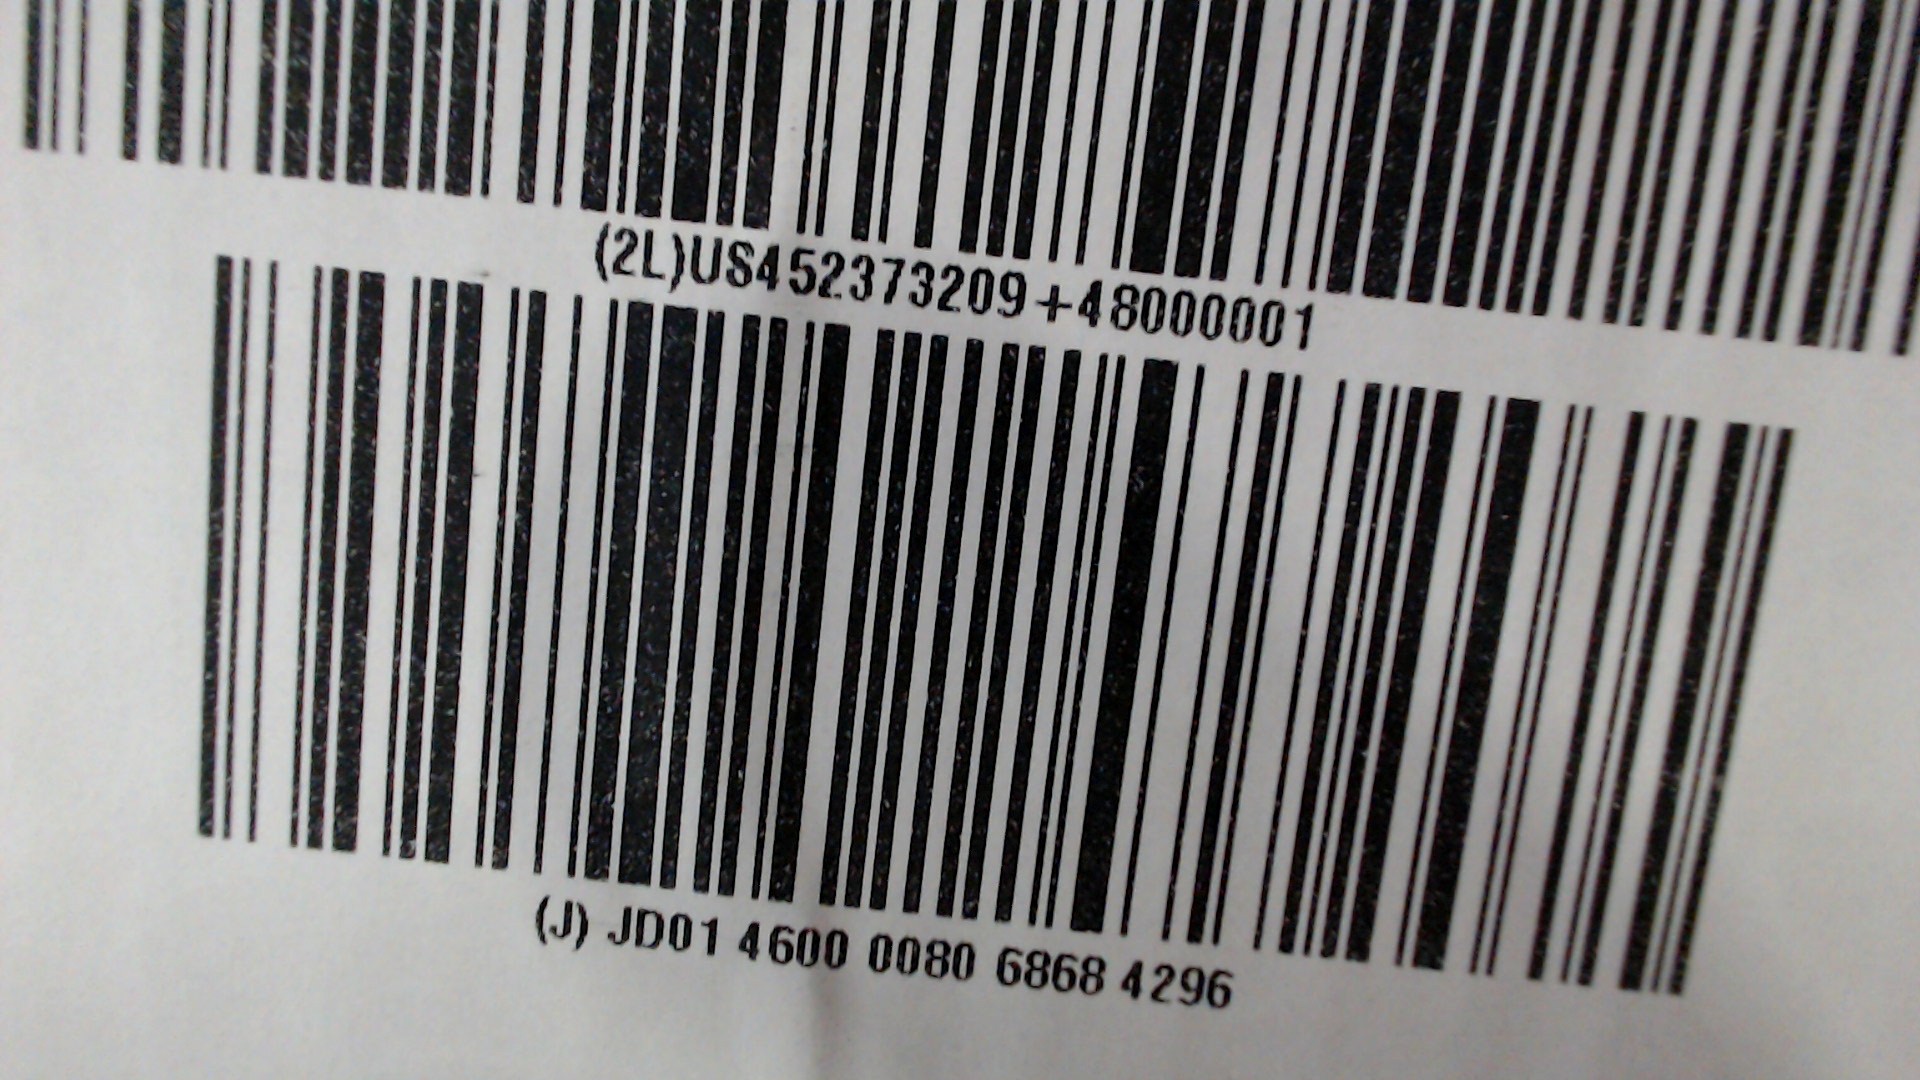 (2L)US452373209+48000001
(J) JD01 4600 0080 6868 4296